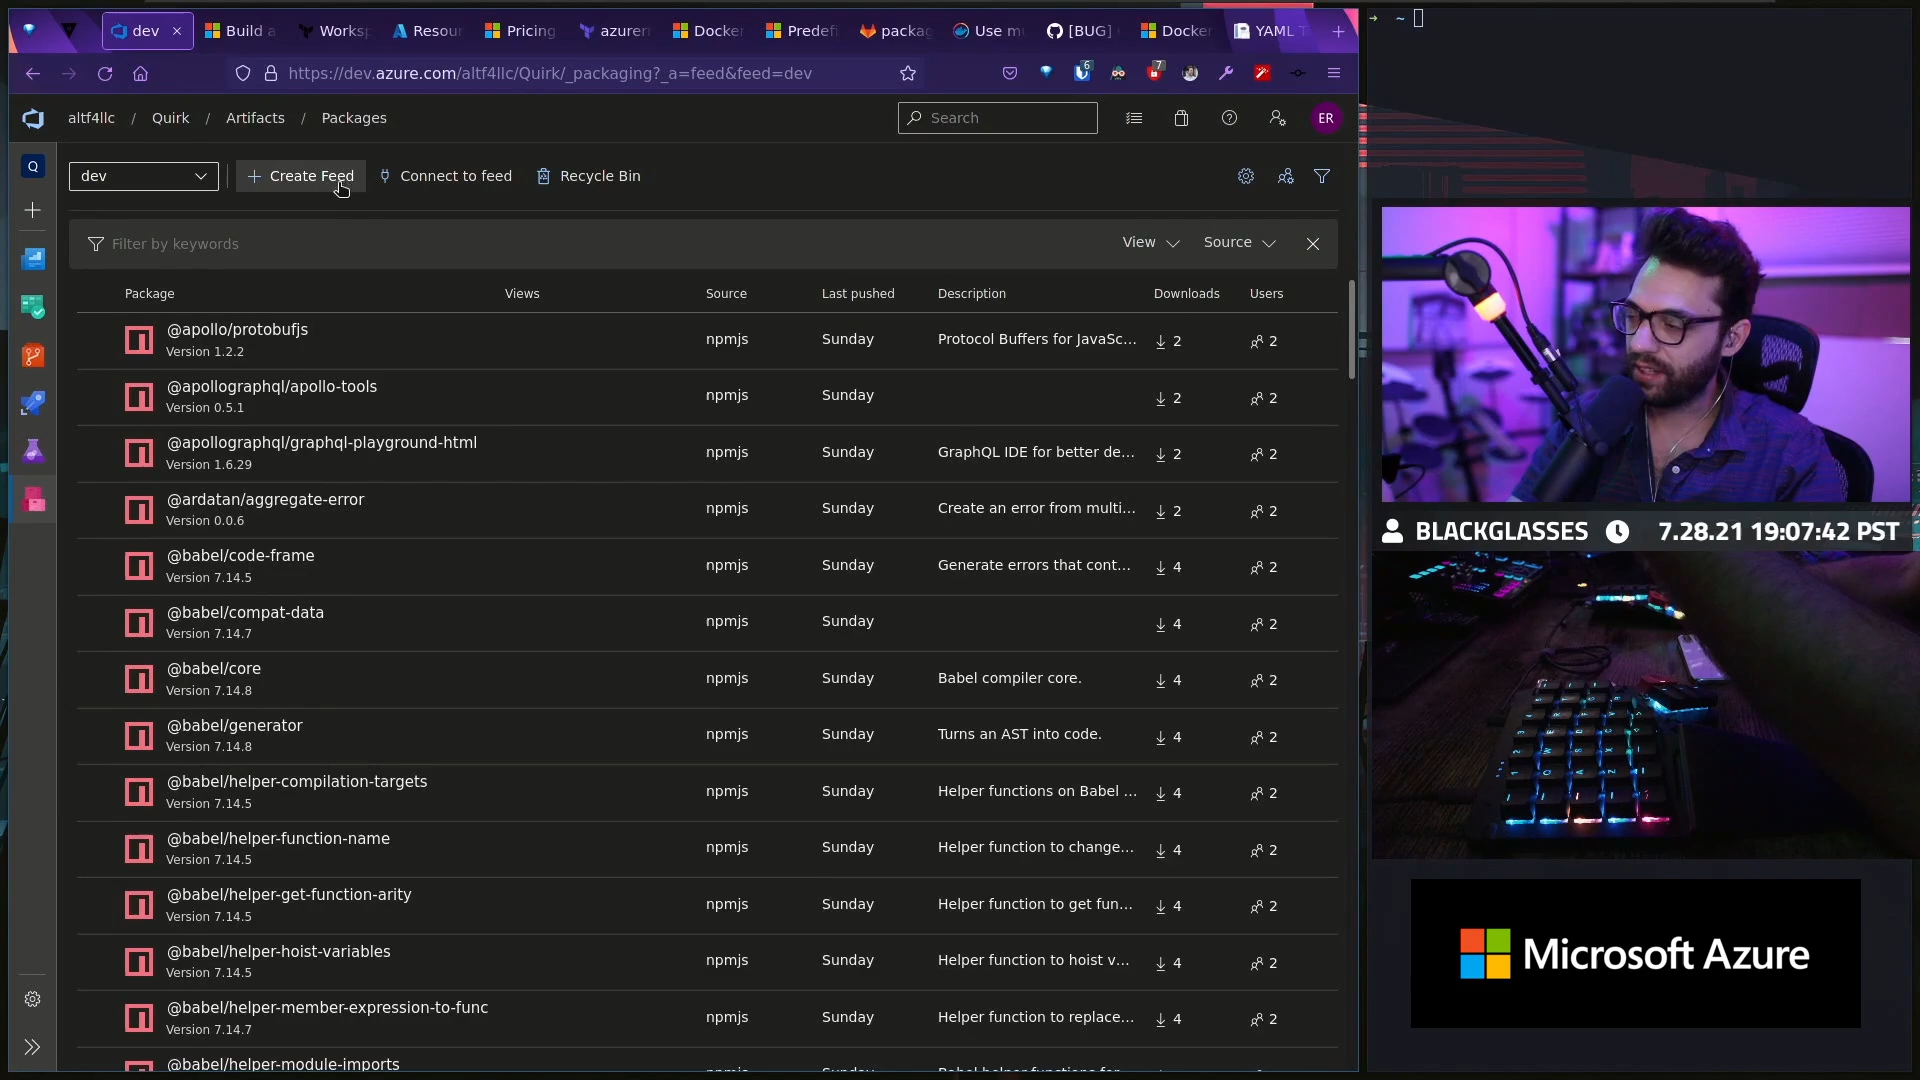 dev
Build a
Works
Resou
Pricing
azurer
Docke
Predef
packag
Use mu
[BUG]
Docker
YAML T
https://dev.azure.com/altf4llc/Quirk/_packaging?_a=feed&feed=dev
6
7
altf4llc / Quirk / Artifacts / Packages
Search
ER
Q
dev
Create Feed
Connect to feed
Recycle Bin
Filter by keywords
View
Source
Package Views Source Last pushed Description Downloads Users
@apollo/protobufjs
Version 1.2.2
npmjs Sunday Protocol Buffers for JavaSc... 2 2
@apollographql/apollo-tools
Version 0.5.1
npmjs Sunday 2 2
@apollographql/graphql-playground-html
Version 1.6.29
npmjs Sunday GraphQL IDE for better de... 2 2
@ardatan/aggregate-error
Version 0.0.6
npmjs Sunday Create an error from multi... 2 2
@babel/code-frame
Version 7.14.5
npmjs Sunday Generate errors that cont... 4 2
@babel/compat-data
Version 7.14.7
npmjs Sunday 4 2
@babel/core
Version 7.14.8
npmjs Sunday Babel compiler core. 4 2
@babel/generator
Version 7.14.8
npmjs Sunday Turns an AST into code. 4 2
@babel/helper-compilation-targets
Version 7.14.5
npmjs Sunday Helper functions on Babel ... 4 2
@babel/helper-function-name
Version 7.14.5
npmjs Sunday Helper function to change... 4 2
@babel/helper-get-function-arity
Version 7.14.5
npmjs Sunday Helper function to get fun... 4 2
@babel/helper-hoist-variables
Version 7.14.5
npmjs Sunday Helper function to hoist v... 4 2
@babel/helper-member-expression-to-func
Version 7.14.7
npmjs Sunday Helper function to replace... 4 2
@babel/helper-module-imports
~
BLACKGLASSES 7.28.21 19:07:42 PST
Microsoft Azure